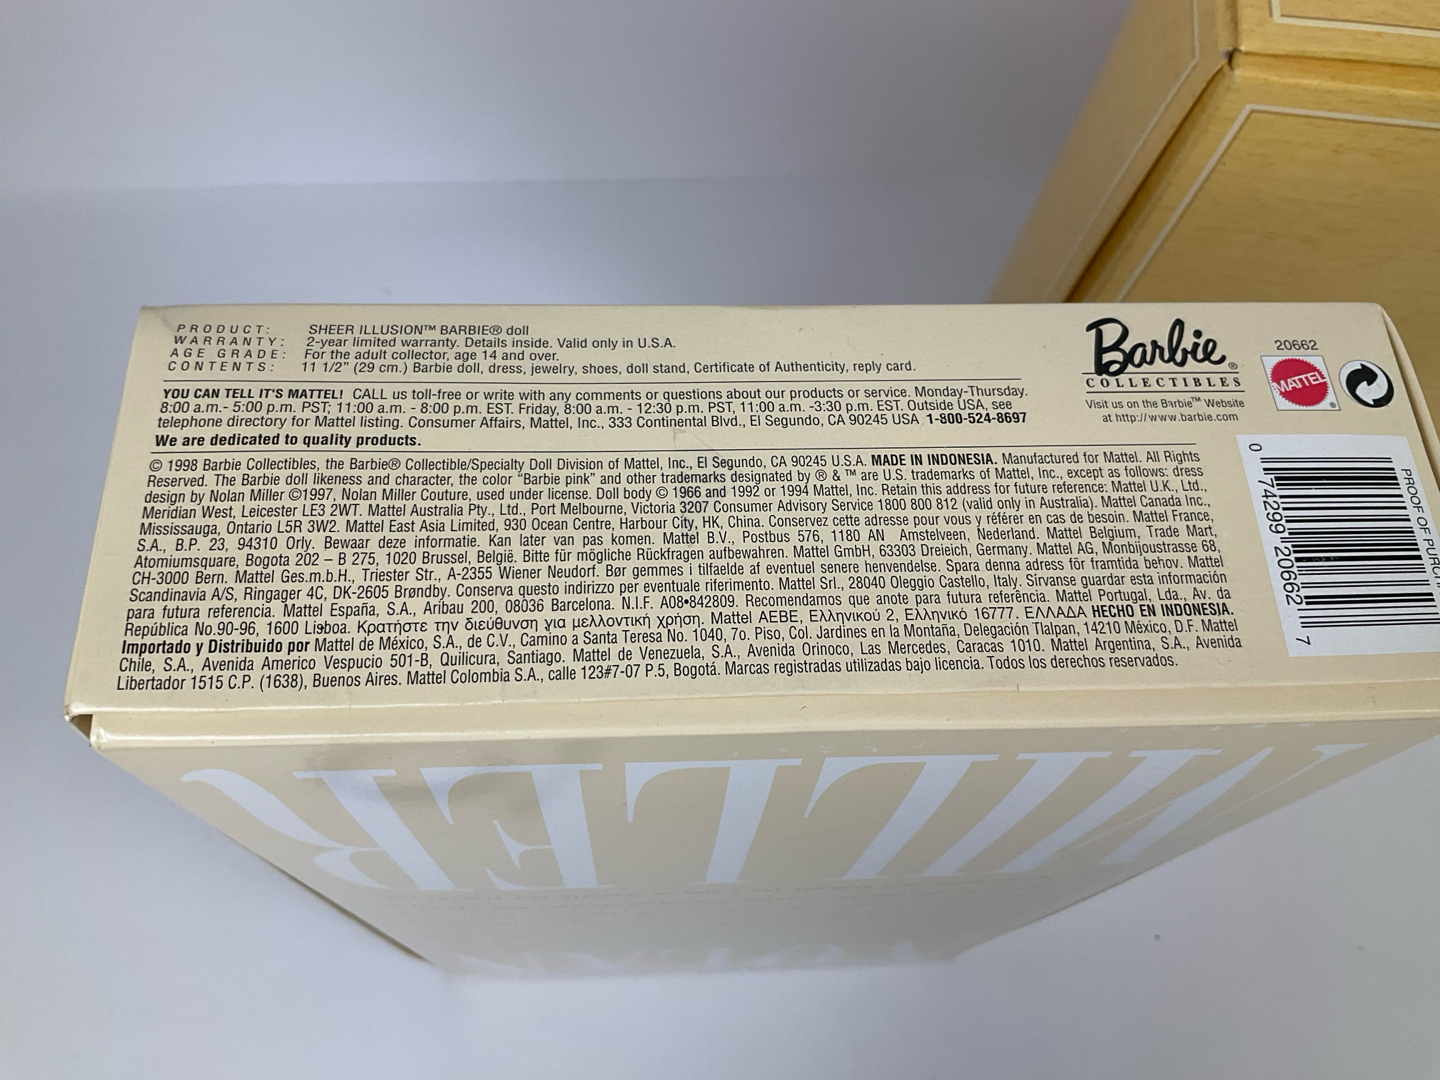 PRODUCT: SHEER ILLUSION™ BARBIE® doll
WARRANTY: 2-year limited warranty. Details inside. Valid only in U.S.A.
AGE GRADE: For the adult collector, age 14 and over.
CONTENTS: 11 1/2" (29 cm.) Barbie doll, dress, jewelry, shoes, doll stand, Certificate of Authenticity, reply card.
YOU CAN TELL IT'S MATTEL! CALL us toll-free or write with any comments or questions about our products or service. Monday-Thursday.
8:00 a.m.- 5:00 p.m. PST; 11:00 a.m. - 8:00 p.m. EST. Friday, 8:00 a.m. - 12:30 p.m. PST, 11:00 a.m. -3:30 p.m. EST. Outside USA, see
telephone directory for Mattel listing. Consumer Affairs, Mattel, Inc., 333 Continental Blvd., El Segundo, CA 90245 USA 1-800-524-8697
We are dedicated to quality products.
© 1998 Barbie Collectibles, the Barbie® Collectible/Specialty Doll Division of Mattel, Inc., El Segundo, CA 90245 U.S.A. MADE IN INDONESIA. Manufactured for Mattel. All Rights
Reserved. The Barbie doll likeness and character, the color "Barbie pink" and other trademarks designated by ® & ™ are U.S. trademarks of Mattel, Inc., except as follows: dress
design by Nolan Miller ©1997, Nolan Miller Couture, used under license. Doll body © 1966 and 1992 or 1994 Mattel, Inc. Retain this address for future reference: Mattel U.K., Ltd.,
Meridian West, Leicester LE3 2WT. Mattel Australia Pty., Ltd., Port Melbourne, Victoria 3207 Consumer Advisory Service 1800 800 812 (valid only in Australia). Mattel Canada Inc.,
Mississauga, Ontario L5R 3W2. Mattel East Asia Limited, 930 Ocean Centre, Harbour City, HK, China. Conservez cette adresse pour vous y référer en cas de besoin. Mattel France,
S.A., B.P. 23, 94310 Orly. Bewaar deze informatie. Kan later van pas komen. Mattel B.V., Postbus 576, 1180 AN Amstelveen, Nederland. Mattel Belgium, Trade Mart,
Atomiumsquare, Bogota 202 – B 275, 1020 Brussel, België. Bitte für mögliche Rückfragen aufbewahren. Mattel GmbH, 63303 Dreieich, Germany. Mattel AG, Monbijoustrasse 68,
CH-3000 Bern. Mattel Ges.m.b.H., Triester Str., A-2355 Wiener Neudorf. Bør gemmes i tilfælde af eventuel senere henvendelse. Spara denna adress för framtida behov. Mattel
Scandinavia A/S, Ringager 4C, DK-2605 Brøndby. Conserva questo indirizzo per eventuale riferimento. Mattel Srl., 28040 Oleggio Castello, Italy. Sírvanse guardar esta información
para futura referencia. Mattel España, S.A., Aribau 200, 08036 Barcelona. N.I.F. A08•842809. Recomendamos que anote para futura referência. Mattel Portugal, Lda., Av. da
República No.90-96, 1600 Lisboa. Κρατήστε την διεύθυνση για μελλοντική χρήση. Mattel AEBE, Ελληνικού 2, Ελληνικό 16777. ΕΛΛΑΔΑ HECHO EN INDONESIA.
Importado y Distribuido por Mattel de México, S.A., de C.V., Camino a Santa Teresa No. 1040, 7o. Piso, Col. Jardines en la Montaña, Delegación Tlalpan, 14210 México, D.F. Mattel
Chile, S.A., Avenida Americo Vespucio 501-B, Quilicura, Santiago. Mattel de Venezuela, S.A., Avenida Orinoco, Las Mercedes, Caracas 1010. Mattel Argentina, S.A., Avenida
Libertador 1515 C.P. (1638), Buenos Aires. Mattel Colombia S.A., calle 123#7-07 P.5, Bogotá. Marcas registradas utilizadas bajo licencia. Todos los derechos reservados.
Barbie®
COLLECTIBLES
Visit us on the Barbie™ Website
at http://www.barbie.com
20662
MATTEL®
0 74299 20662 7
PROOF OF
MILLER